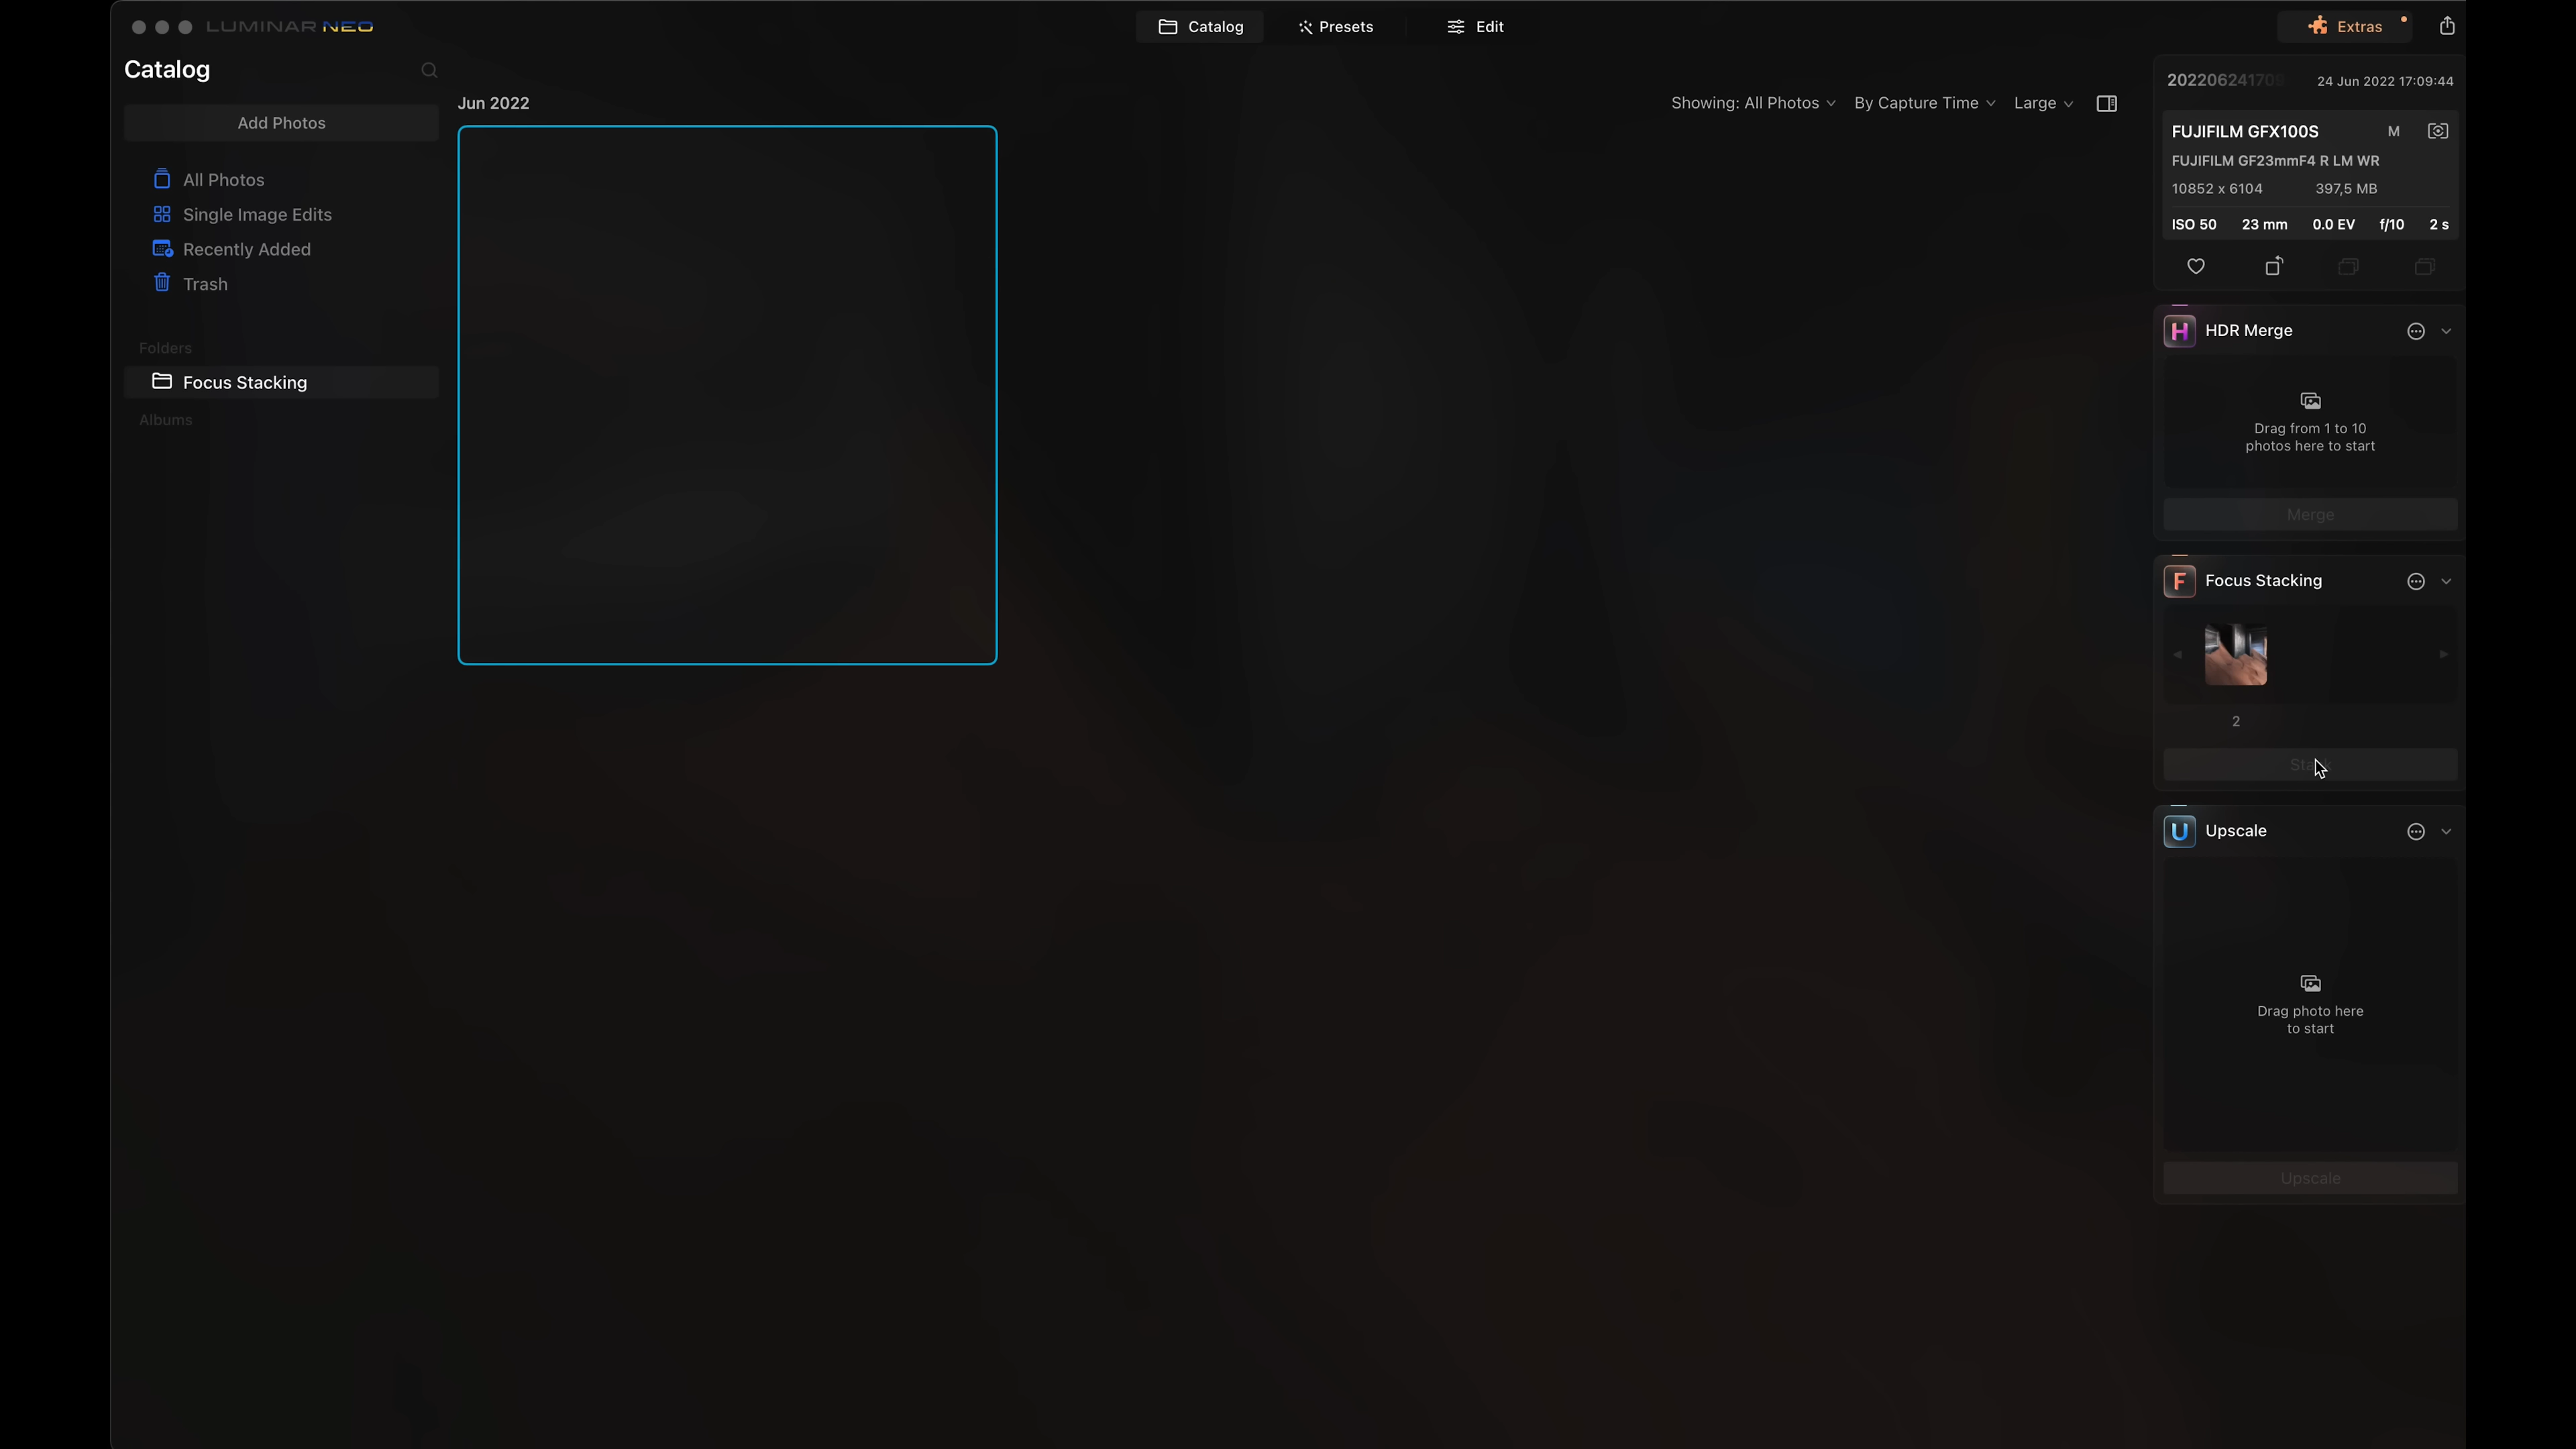 LUMINAR NEO
Catalog
Presets
Edit
Extras
Catalog
Add Photos
All Photos
Single Image Edits
Recently Added
Trash
Folders
Focus Stacking
Albums
Jun 2022
Showing: All Photos
By Capture Time
Large
24 Jun 2022 17:09:44
FUJIFILM GFX100S M
FUJIFILM GF23mmF4 R LM WR
10852 x 6104 397,5 MB
ISO 50 23 mm 0.0 EV f/10 2 s
HDR Merge
Drag from 1 to 10
photos here to start
Merge
Focus Stacking
2
Upscale
Drag photo here
to start
Upscale